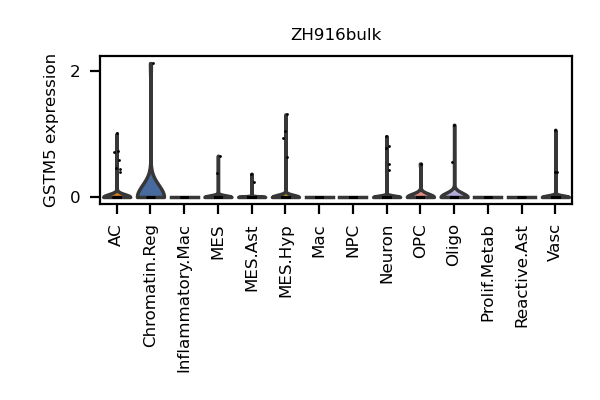 ZH916bulk
GSTM5 expression
2
0
AC
Chromatin.Reg
Inflammatory.Mac
MES
MES.Ast
MES.Hyp
Mac
NPC
Neuron
OPC
Oligo
Prolif.Metab
Reactive.Ast
Vasc